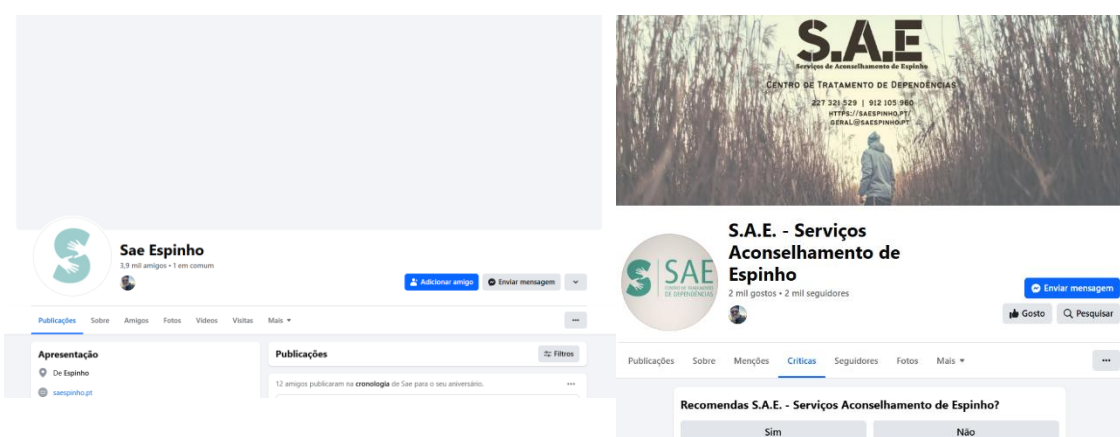 Sae Espinho
3,9 mil amigos • 1 em comum
Adicionar amigo
Enviar mensagem
Publicações Sobre Amigos Fotos Vídeos Visitas Mais
Apresentação
De Espinho
saespinho.pt
Publicações
Filtros
12 amigos publicaram na cronologia de Sae para o seu aniversário.
S.A.E
Serviços de Aconselhamento de Espinho
Centro de Tratamento de Dependências
227 321 529 | 912 105 960
https://saespinho.pt/
geral@saespinho.pt
SAE
CENTRO DE TRATAMENTO
DE DEPENDÊNCIAS
S.A.E. - Serviços
Aconselhamento de
Espinho
2 mil gostos • 2 mil seguidores
Enviar mensagem
Gosto
Pesquisar
Publicações Sobre Menções Críticas Seguidores Fotos Mais
Recomendas S.A.E. - Serviços Aconselhamento de Espinho?
Sim
Não